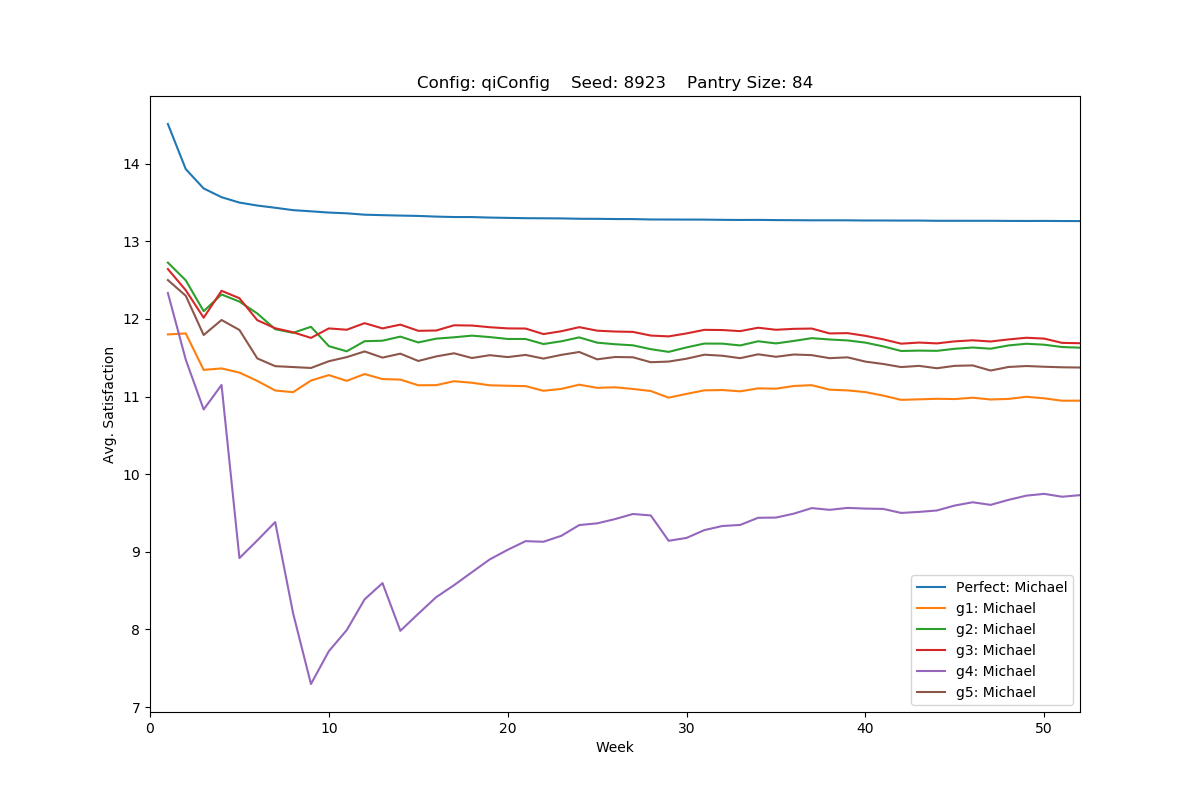 Config: qiConfig    Seed: 8923    Pantry Size: 84
Avg. Satisfaction
14
13
12
11
10
9
8
7
0 10 20 30 40 50
Week
Perfect: Michael
g1: Michael
g2: Michael
g3: Michael
g4: Michael
g5: Michael